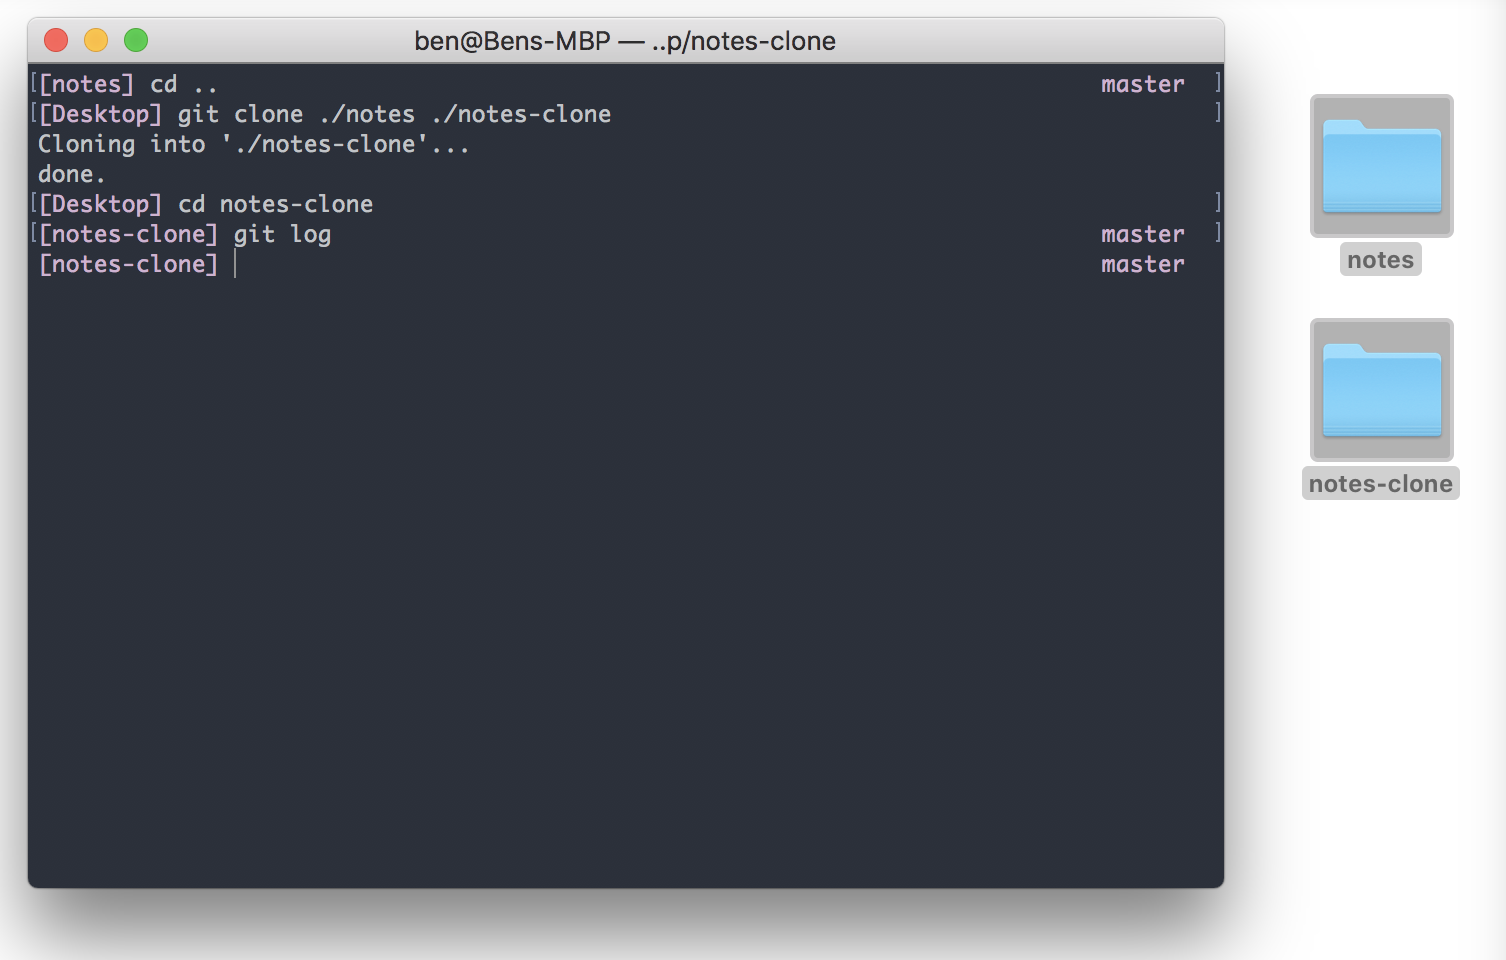 ben@Bens-MBP — ..p/notes-clone
[[notes] cd .. master ]
[[Desktop] git clone ./notes ./notes-clone ]
Cloning into './notes-clone'...
done.
[[Desktop] cd notes-clone ]
[[notes-clone] git log master ]
[notes-clone] master
notes
notes-clone